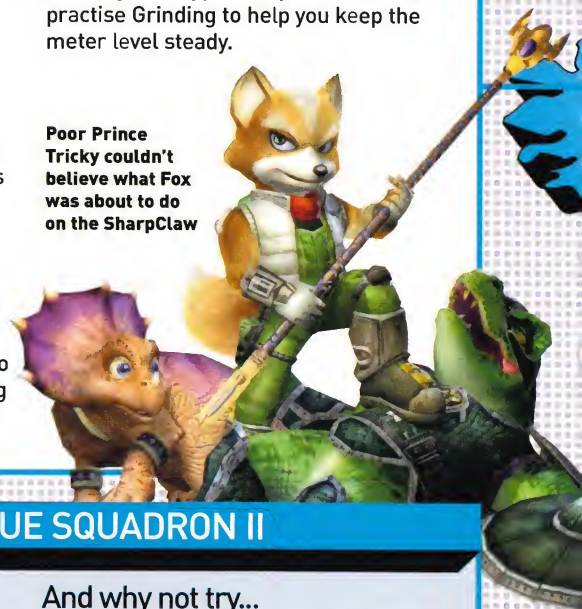 practise Grinding to help you keep the
meter level steady.
Poor Prince
Tricky couldn't
believe what Fox
was about to do
on the SharpClaw
s
o
g
UE SQUADRON II
And why not try...